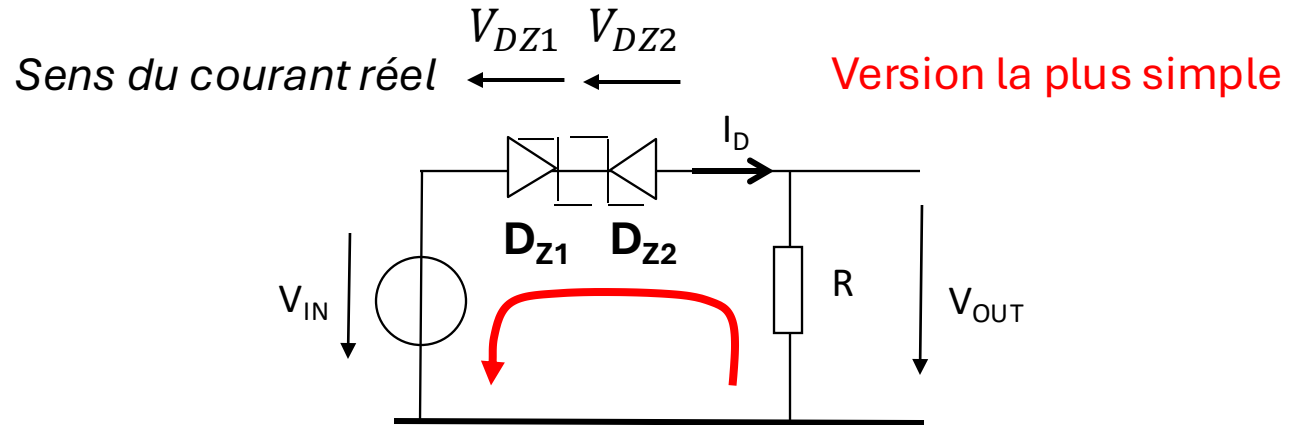 V_{DZ1} V_{DZ2}
Sens du courant réel
Version la plus simple
I_D
D_{Z1} D_{Z2}
V_{IN}
R
V_{OUT}